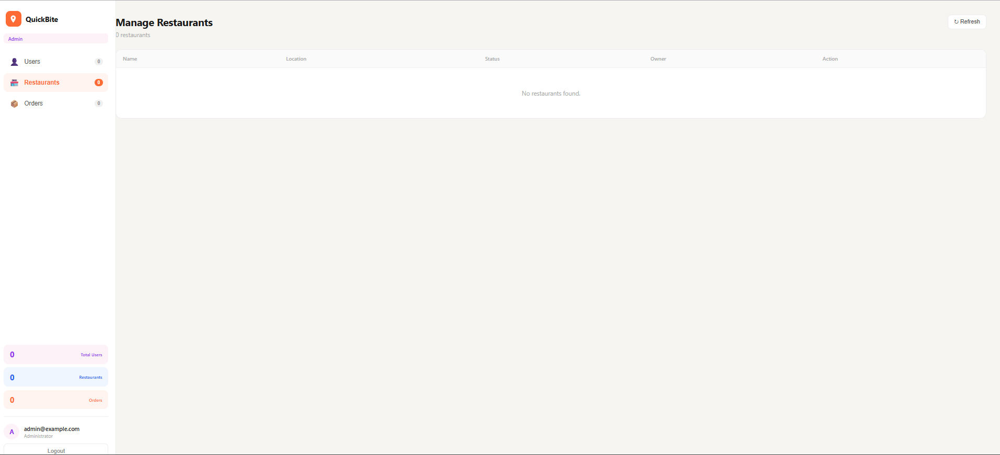 QuickBite
Admin
Users 0
Restaurants 0
Orders 0
0 Total Users
0 Restaurants
0 Orders
A admin@example.com
Administrator
Logout
Manage Restaurants
0 restaurants
↻ Refresh
Name Location Status Owner Action
No restaurants found.